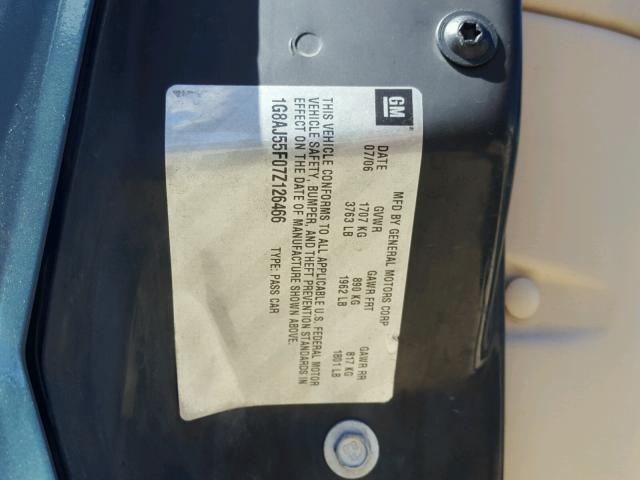 GM
MFD BY GENERAL MOTORS CORP
DATE GVWR GAWR FRT GAWR RR
07/06 1707 KG 890 KG 817 KG
3763 LB 1962 LB 1801 LB
THIS VEHICLE CONFORMS TO ALL APPLICABLE U.S. FEDERAL MOTOR
VEHICLE SAFETY, BUMPER, AND THEFT PREVENTION STANDARDS IN
EFFECT ON THE DATE OF MANUFACTURE SHOWN ABOVE.
1G8AJ55F07Z126466 TYPE: PASS CAR